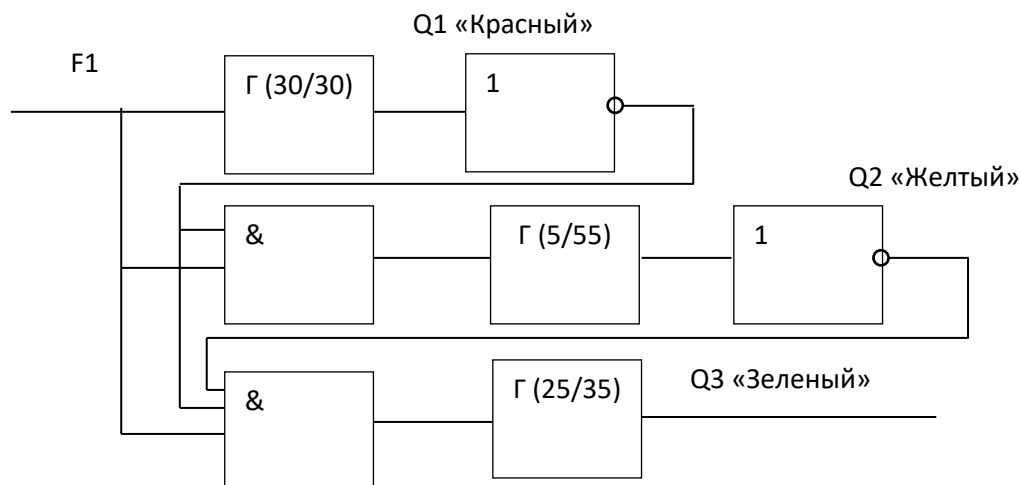 Q1 «Красный»
F1
Г (30/30)
1
Q2 «Желтый»
&
Г (5/55)
1
&
Г (25/35)
Q3 «Зеленый»